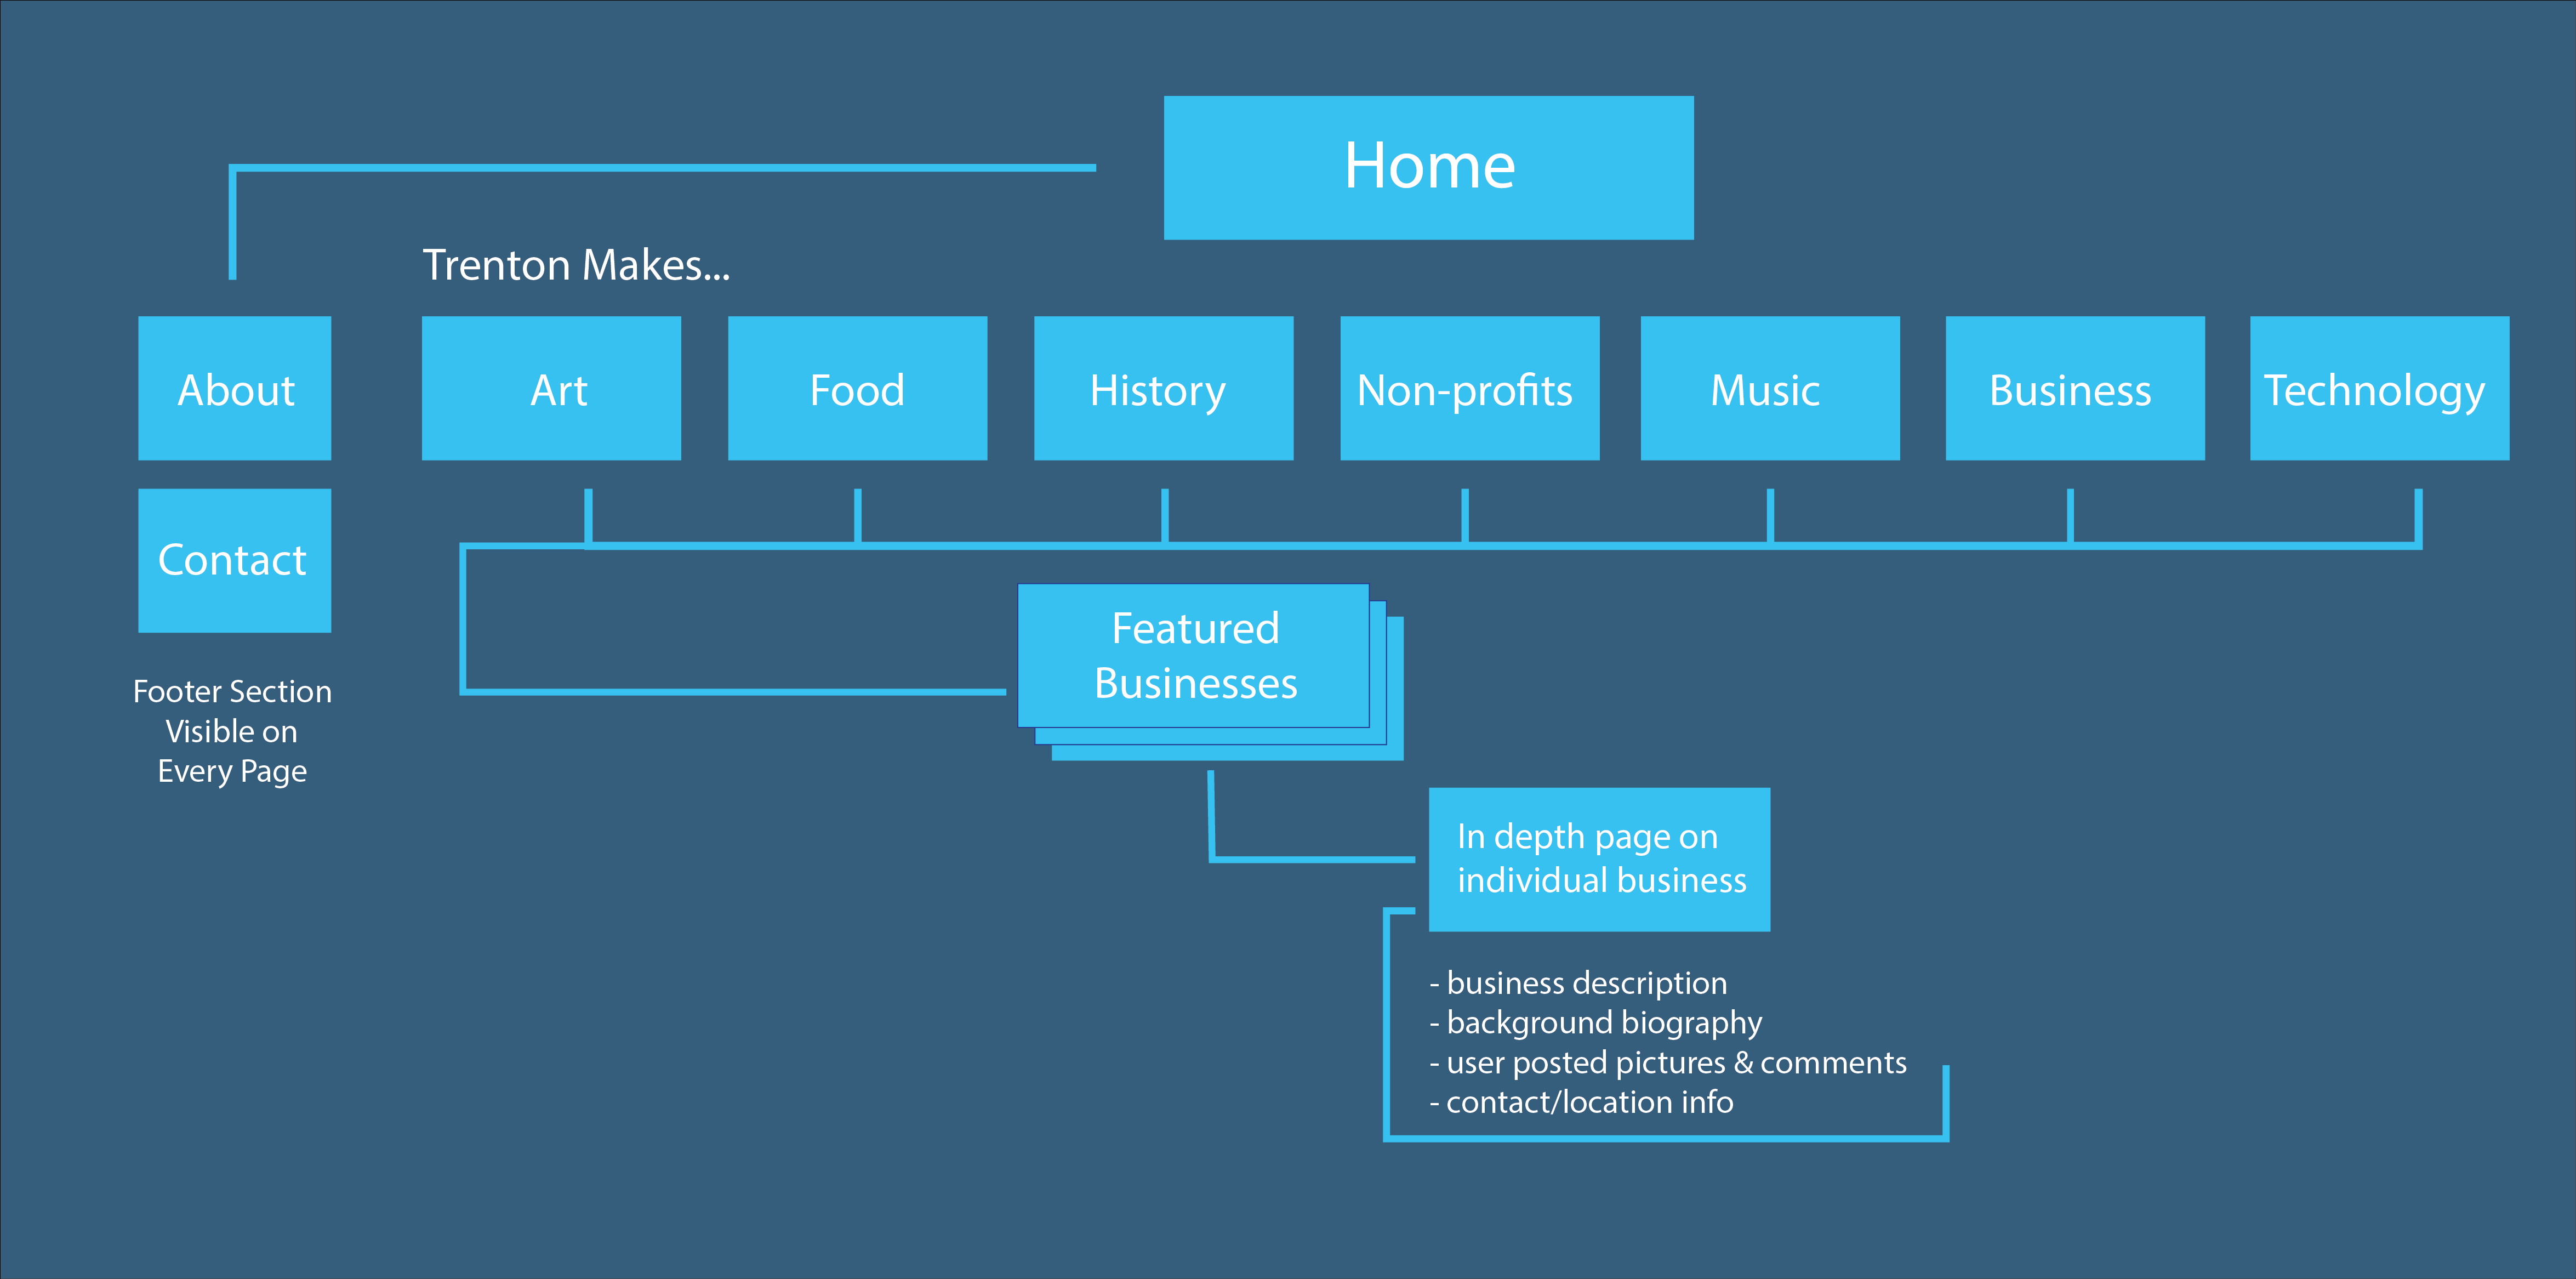 Home
Trenton Makes...
About
Art
Food
History
Non-profits
Music
Business
Technology
Contact
Footer Section
Visible on
Every Page
Featured
Businesses
In depth page on
individual business
- business description
- background biography
- user posted pictures & comments
- contact/location info